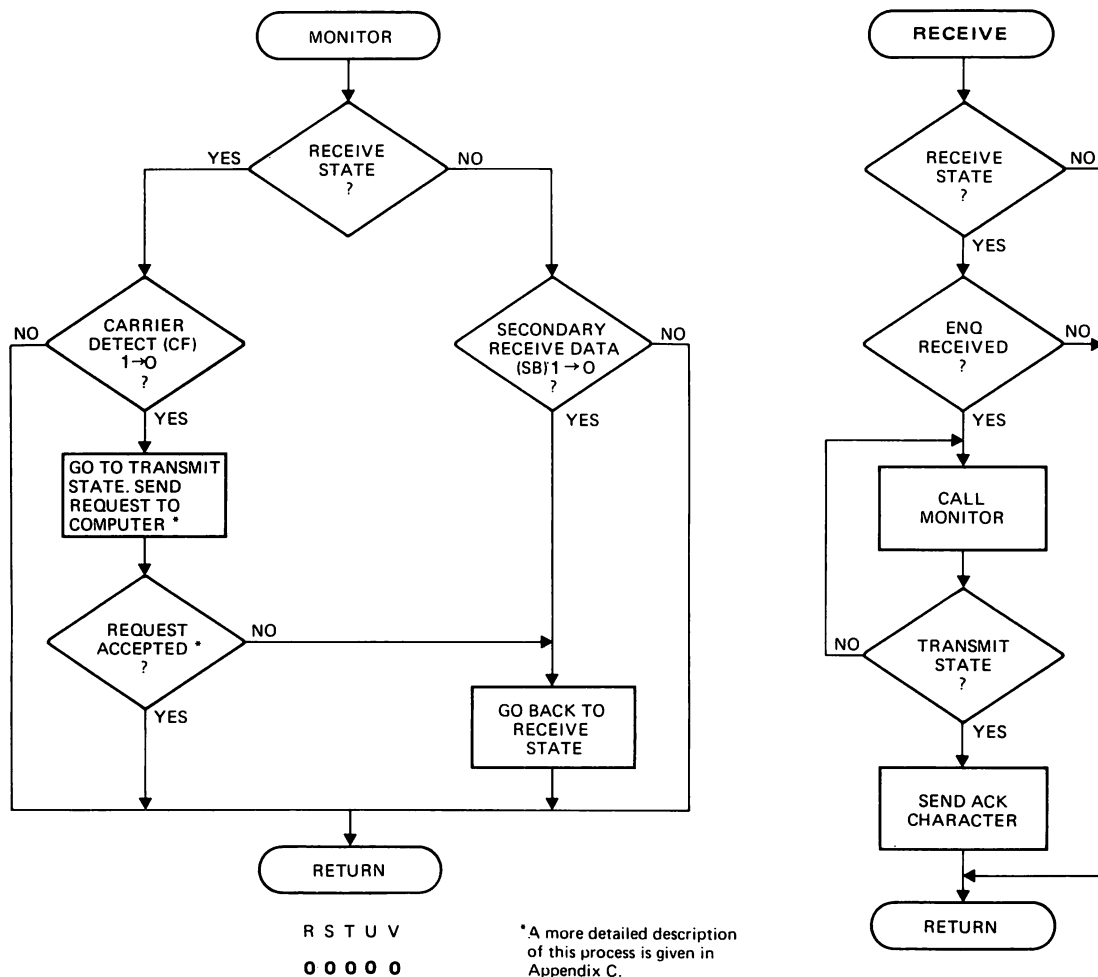 MONITOR
RECEIVE
STATE
?
YES
NO
CARRIER
DETECT (CF)
1→0
?
NO
YES
SECONDARY
RECEIVE DATA
(SB) 1→0
?
NO
YES
GO TO TRANSMIT
STATE. SEND
REQUEST TO
COMPUTER *
REQUEST
ACCEPTED *
?
NO
YES
GO BACK TO
RECEIVE
STATE
RETURN
R S T U V
0 0 0 0 0
*A more detailed description
of this process is given in
Appendix C.
RECEIVE
RECEIVE
STATE
?
NO
YES
ENQ
RECEIVED
?
NO
YES
CALL
MONITOR
TRANSMIT
STATE
?
NO
YES
SEND ACK
CHARACTER
RETURN